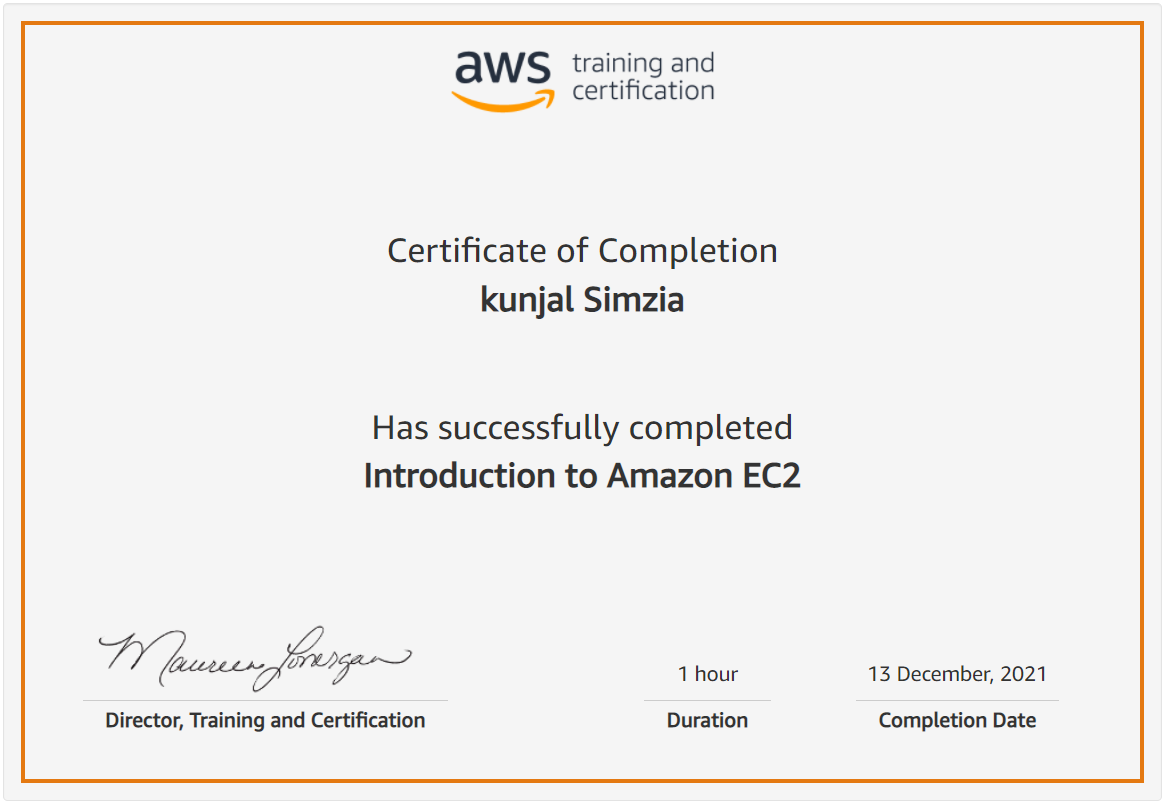 aws training and
certification
Certificate of Completion
kunjal Simzia
Has successfully completed
Introduction to Amazon EC2
Maureen Lonergan
Director, Training and Certification
1 hour
Duration
13 December, 2021
Completion Date